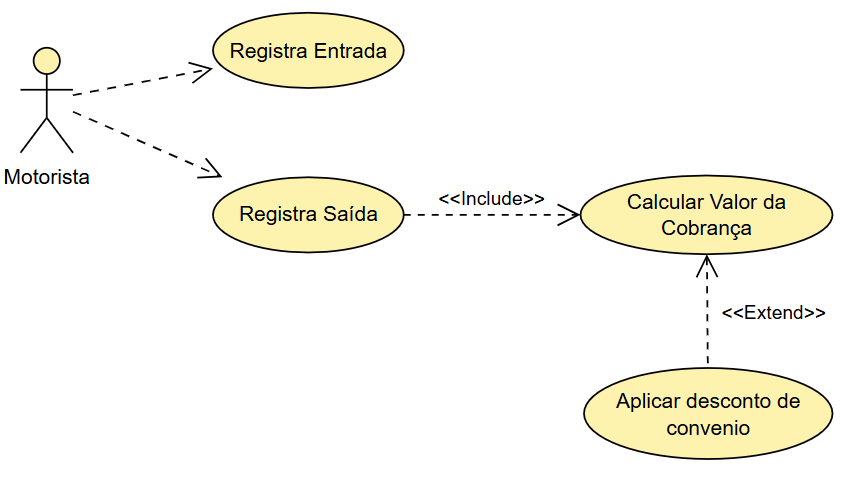 Registra Entrada
Motorista
Registra Saída
<<Include>>
Calcular Valor da
Cobrança
<<Extend>>
Aplicar desconto de
convenio